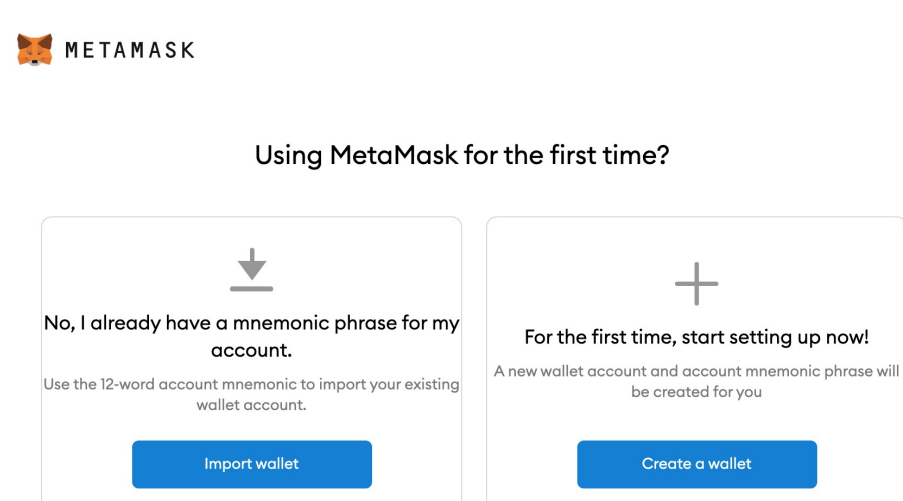 METAMASK
Using MetaMask for the first time?
No, I already have a mnemonic phrase for my
account.
Use the 12-word account mnemonic to import your existing
wallet account.
Import wallet
For the first time, start setting up now!
A new wallet account and account mnemonic phrase will
be created for you
Create a wallet